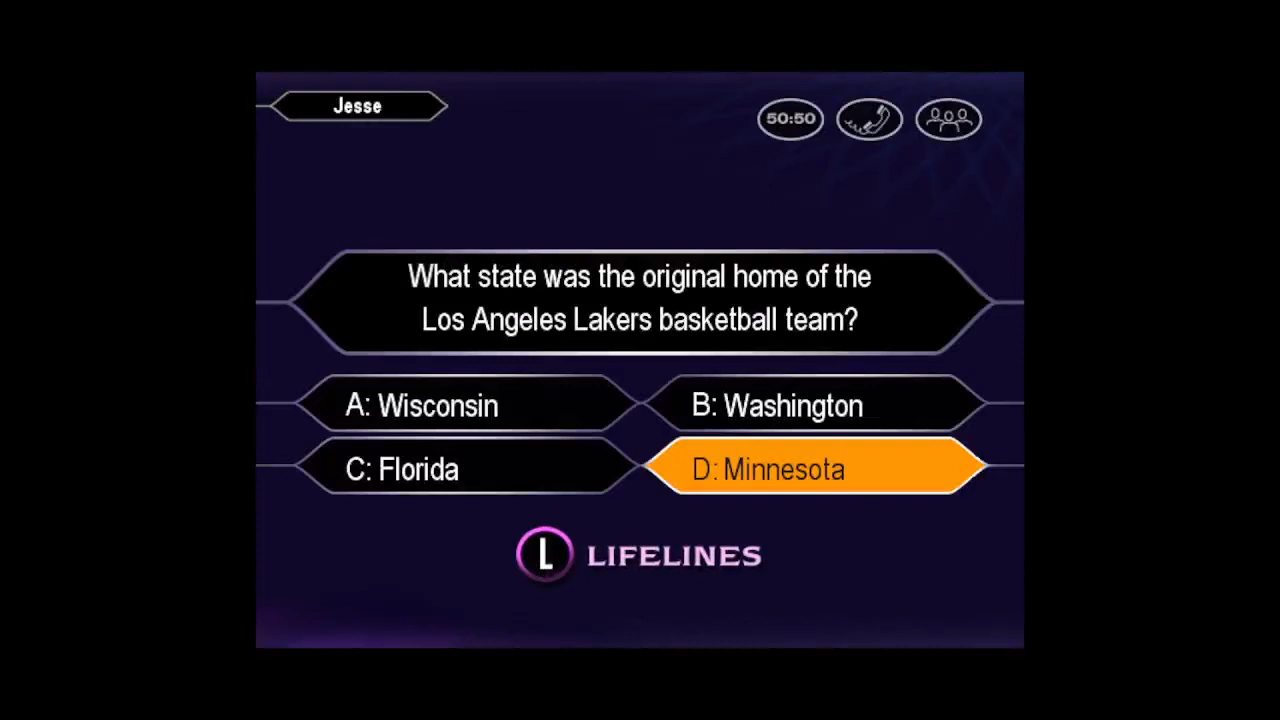 Jesse
50:50
What state was the original home of the
Los Angeles Lakers basketball team?
A: Wisconsin
B: Washington
C: Florida
D: Minnesota
L LIFELINES